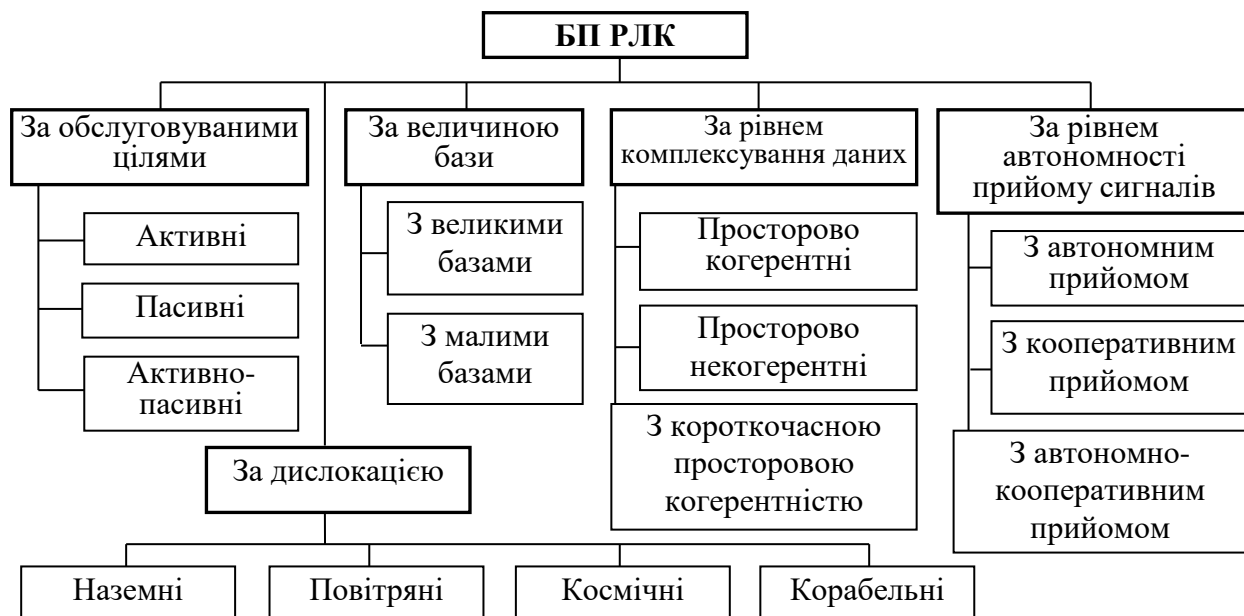 БП РЛК
За обслуговуваними
цілями
Активні
Пасивні
Активно-
пасивні
За величиною
бази
З великими
базами
З малими
базами
За рівнем
комплексування даних
Просторово
когерентні
Просторово
некогерентні
З короткочасною
просторовою
когерентністю
За рівнем
автономності
прийому сигналів
З автономним
прийомом
З кооперативним
прийомом
З автономно-
кооперативним
прийомом
За дислокацією
Наземні
Повітряні
Космічні
Корабельні